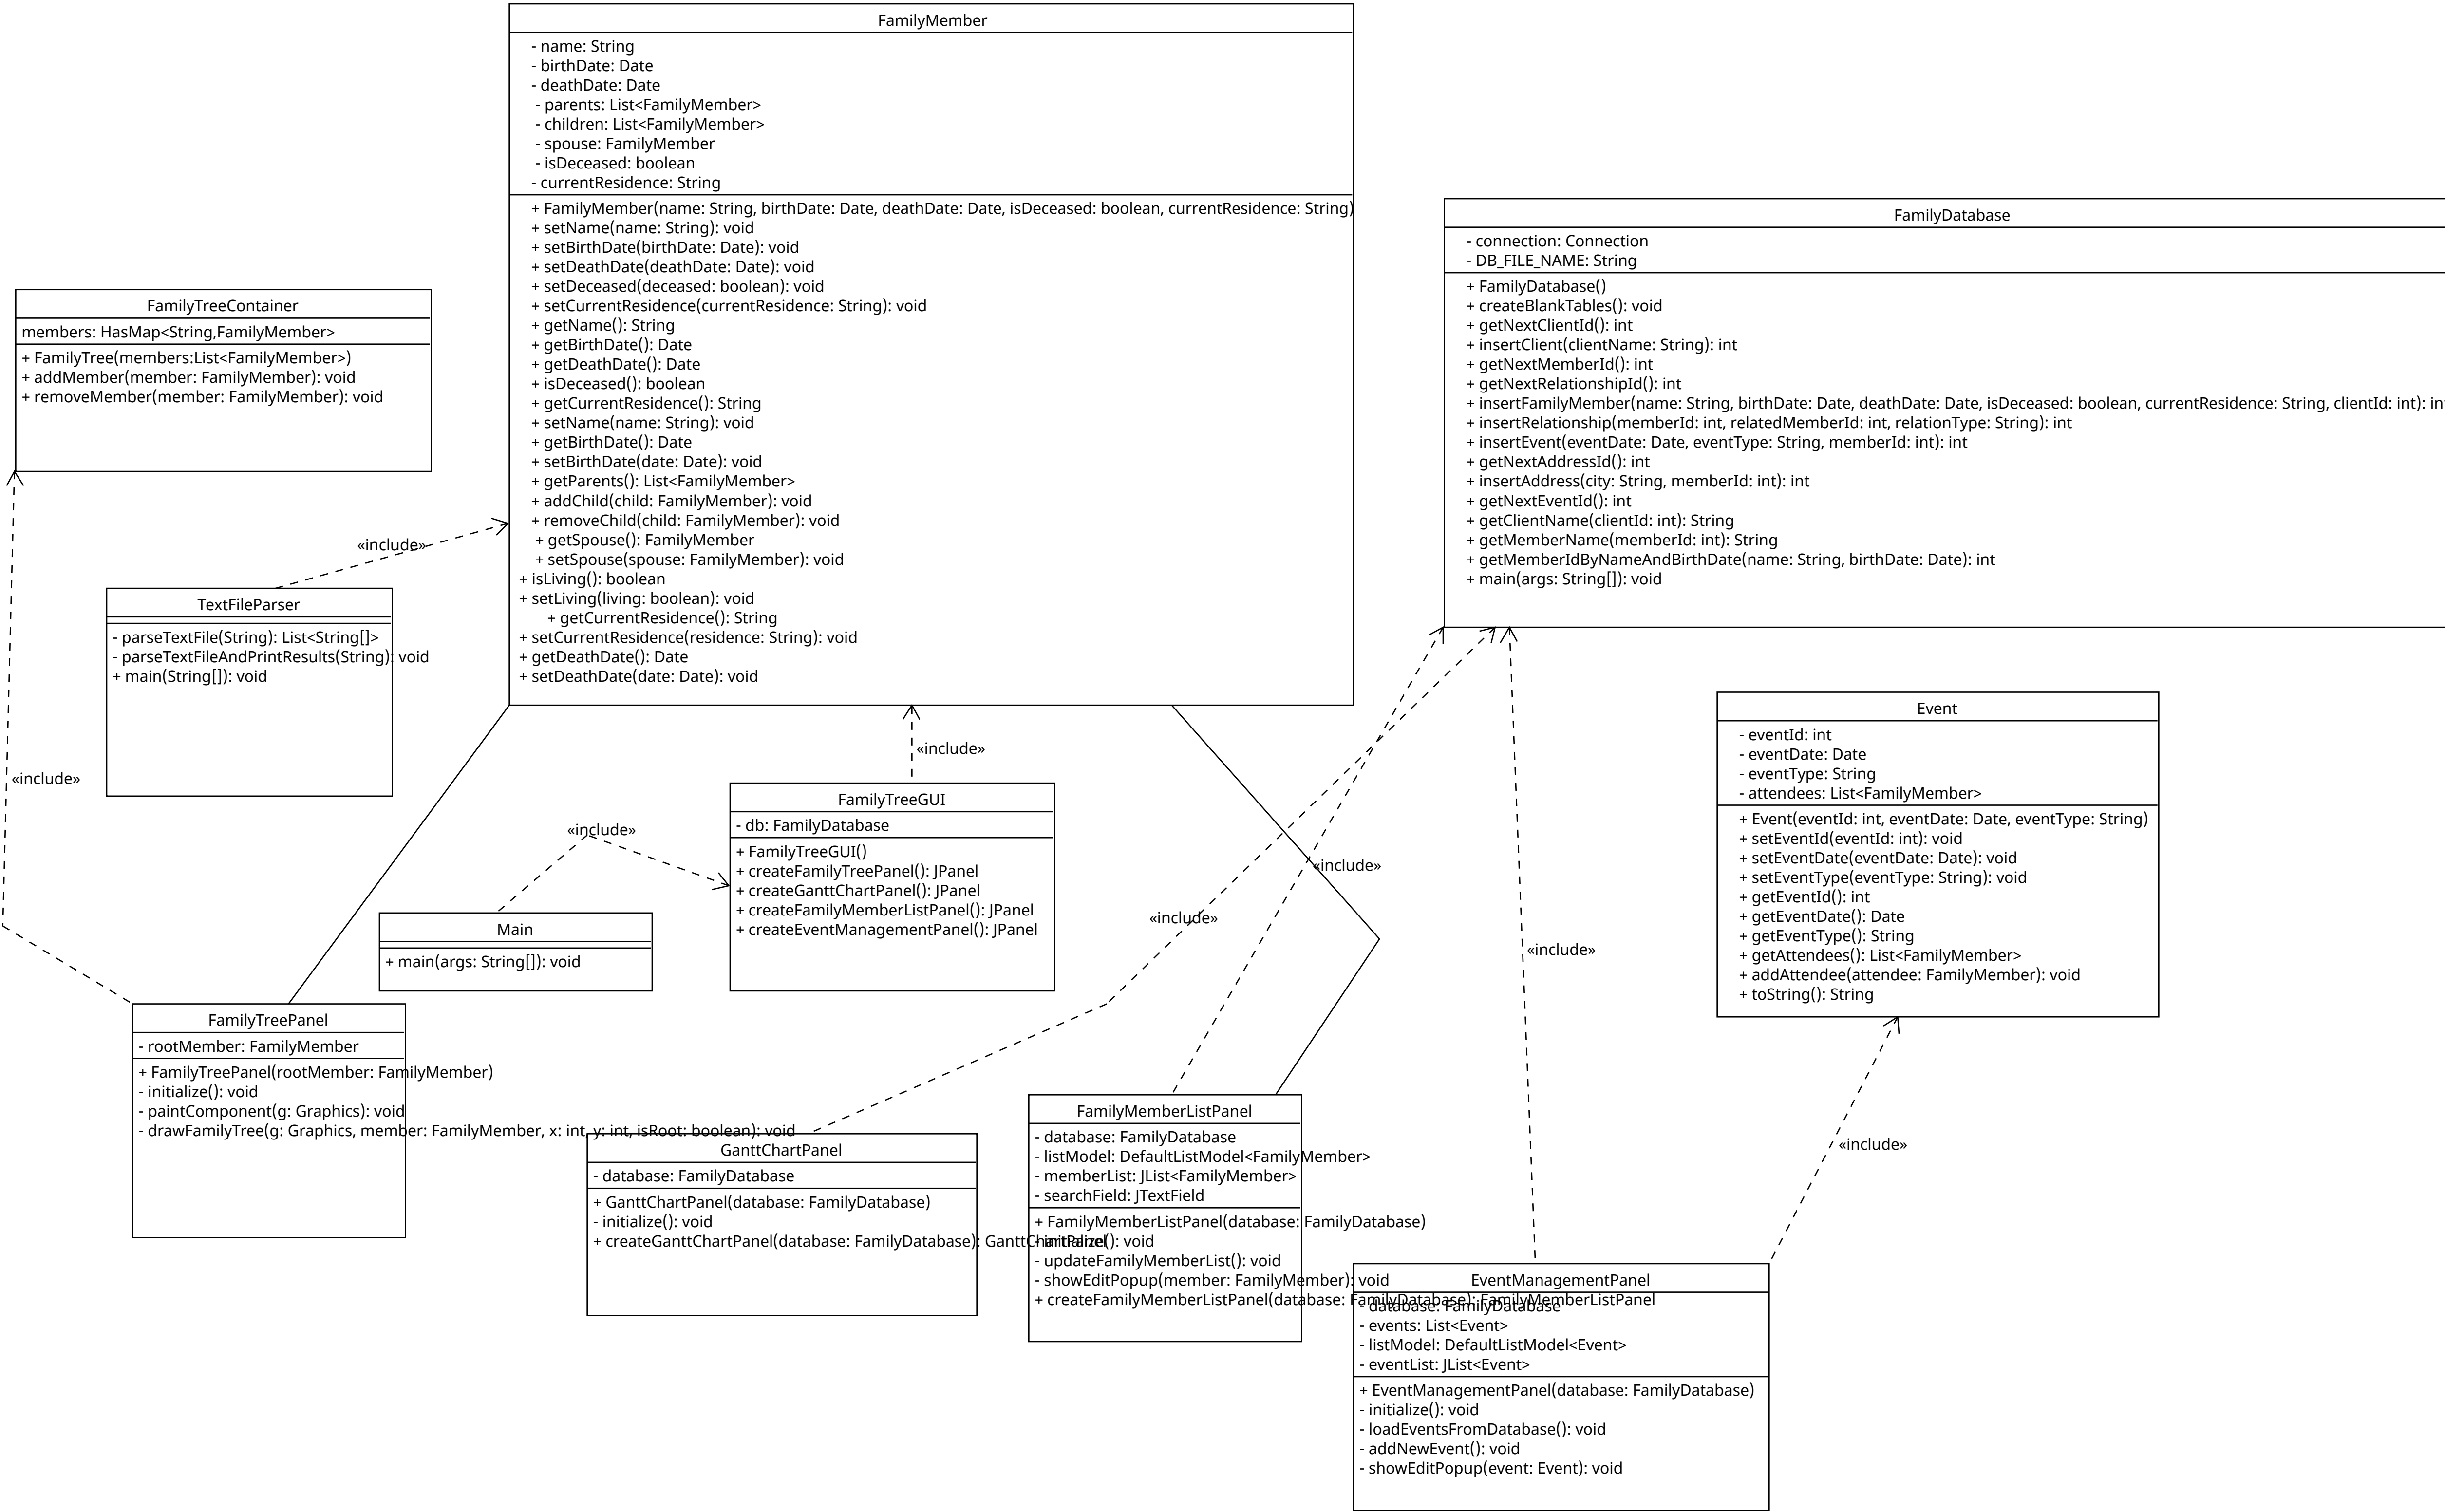 FamilyMember
- name: String
- birthDate: Date
- deathDate: Date
- parents: List<FamilyMember>
- children: List<FamilyMember>
- spouse: FamilyMember
- isDeceased: boolean
- currentResidence: String
+ FamilyMember(name: String, birthDate: Date, deathDate: Date, isDeceased: boolean, currentResidence: String)
+ setName(name: String): void
+ setBirthDate(birthDate: Date): void
+ setDeathDate(deathDate: Date): void
+ setDeceased(deceased: boolean): void
+ setCurrentResidence(currentResidence: String): void
+ getName(): String
+ getBirthDate(): Date
+ getDeathDate(): Date
+ isDeceased(): boolean
+ getCurrentResidence(): String
+ setName(name: String): void
+ getBirthDate(): Date
+ setBirthDate(date: Date): void
+ getParents(): List<FamilyMember>
+ addChild(child: FamilyMember): void
+ removeChild(child: FamilyMember): void
+ getSpouse(): FamilyMember
+ setSpouse(spouse: FamilyMember): void
+ isLiving(): boolean
+ setLiving(living: boolean): void
+ getCurrentResidence(): String
+ setCurrentResidence(residence: String): void
+ getDeathDate(): Date
+ setDeathDate(date: Date): void
FamilyDatabase
- connection: Connection
- DB_FILE_NAME: String
+ FamilyDatabase()
+ createBlankTables(): void
+ getNextClientId(): int
+ insertClient(clientName: String): int
+ getNextMemberId(): int
+ getNextRelationshipId(): int
+ insertFamilyMember(name: String, birthDate: Date, deathDate: Date, isDeceased: boolean, currentResidence: String, clientId: int): int
+ insertRelationship(memberId: int, relatedMemberId: int, relationType: String): int
+ insertEvent(eventDate: Date, eventType: String, memberId: int): int
+ getNextAddressId(): int
+ insertAddress(city: String, memberId: int): int
+ getNextEventId(): int
+ getClientName(clientId: int): String
+ getMemberName(memberId: int): String
+ getMemberIdByNameAndBirthDate(name: String, birthDate: Date): int
+ main(args: String[]): void
FamilyTreeContainer
members: HasMap<String,FamilyMember>
+ FamilyTree(members:List<FamilyMember>)
+ addMember(member: FamilyMember): void
+ removeMember(member: FamilyMember): void
«include»
TextFileParser
- parseTextFile(String): List<String[]>
- parseTextFileAndPrintResults(String): void
+ main(String[]): void
«include»
«include»
Event
- eventId: int
- eventDate: Date
- eventType: String
- attendees: List<FamilyMember>
+ Event(eventId: int, eventDate: Date, eventType: String)
+ setEventId(eventId: int): void
+ setEventDate(eventDate: Date): void
+ setEventType(eventType: String): void
+ getEventId(): int
+ getEventDate(): Date
+ getEventType(): String
+ getAttendees(): List<FamilyMember>
+ addAttendee(attendee: FamilyMember): void
+ toString(): String
FamilyTreeGUI
- db: FamilyDatabase
+ FamilyTreeGUI()
+ createFamilyTreePanel(): JPanel
+ createGanttChartPanel(): JPanel
+ createFamilyMemberListPanel(): JPanel
+ createEventManagementPanel(): JPanel
«include»
Main
+ main(args: String[]): void
«include»
«include»
«include»
FamilyTreePanel
- rootMember: FamilyMember
+ FamilyTreePanel(rootMember: FamilyMember)
- initialize(): void
- paintComponent(g: Graphics): void
- drawFamilyTree(g: Graphics, member: FamilyMember, x: int, y: int, isRoot: boolean): void
GanttChartPanel
- database: FamilyDatabase
+ GanttChartPanel(database: FamilyDatabase)
- initialize(): void
+ createGanttChartPanel(database: FamilyDatabase): GanttChartPanel
FamilyMemberListPanel
- database: FamilyDatabase
- listModel: DefaultListModel<FamilyMember>
- memberList: JList<FamilyMember>
- searchField: JTextField
+ FamilyMemberListPanel(database: FamilyDatabase)
- initialize(): void
- updateFamilyMemberList(): void
- showEditPopup(member: FamilyMember): void
+ createFamilyMemberListPanel(database: FamilyDatabase): FamilyMemberListPanel
«include»
EventManagementPanel
- database: FamilyDatabase
- events: List<Event>
- listModel: DefaultListModel<Event>
- eventList: JList<Event>
+ EventManagementPanel(database: FamilyDatabase)
- initialize(): void
- loadEventsFromDatabase(): void
- addNewEvent(): void
- showEditPopup(event: Event): void